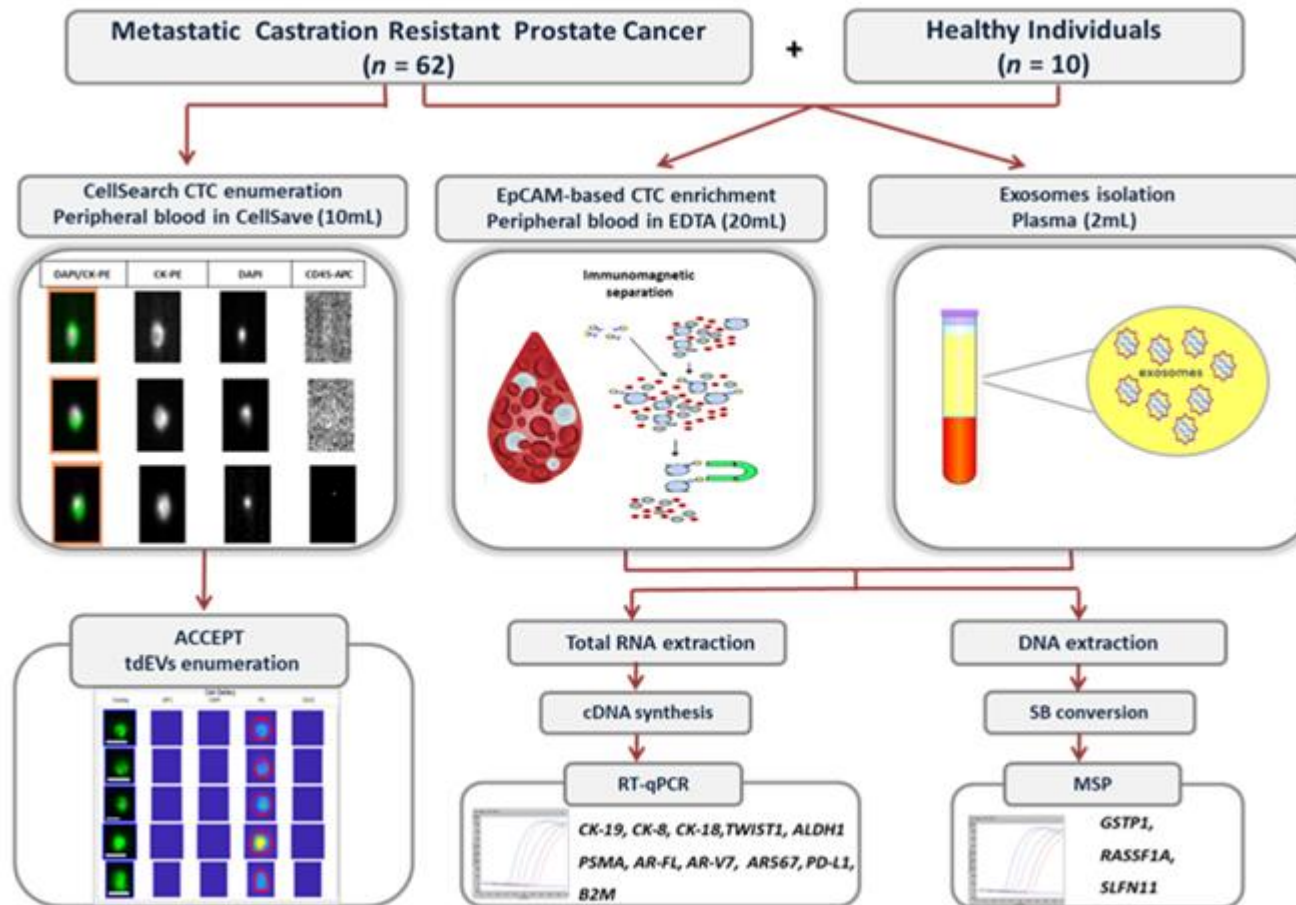 Metastatic Castration Resistant Prostate Cancer
(n = 62)
+
Healthy Individuals
(n = 10)
CellSearch CTC enumeration
Peripheral blood in CellSave (10mL)
EpCAM-based CTC enrichment
Peripheral blood in EDTA (20mL)
Exosomes isolation
Plasma (2mL)
DAPI/CK-PE CK-PE DAPI CD45-APC
Immunomagnetic
separation
exosomes
ACCEPT
tdEVs enumeration
Total RNA extraction
DNA extraction
cDNA synthesis
SB conversion
RT-qPCR
MSP
CK-19, CK-8, CK-18,TWIST1, ALDH1
PSMA, AR-FL, AR-V7, AR567, PD-L1,
B2M
GSTP1,
RASSF1A,
SLFN11